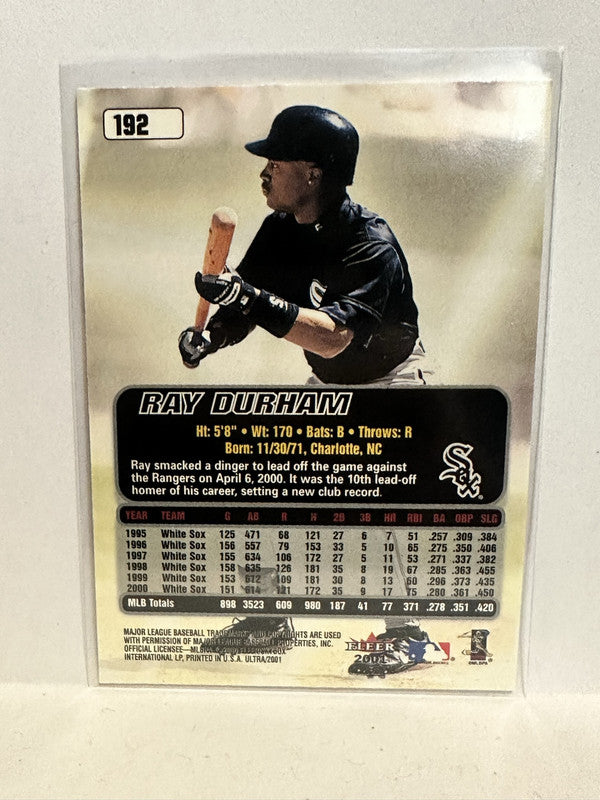 192
RAY DURHAM
Ht: 5'8" • Wt: 170 • Bats: B • Throws: R
Born: 11/30/71, Charlotte, NC
Ray smacked a dinger to lead off the game against
the Rangers on April 6, 2000. It was the 10th lead-off
homer of his career, setting a new club record.
Sox
YEAR TEAM G AB R H 2B 3B HR RBI BA OBP SLG
1995 White Sox 125 471 68 121 27 6 7 51 .257 .309 .384
1996 White Sox 156 557 79 153 33 5 10 65 .275 .350 .406
1997 White Sox 155 634 106 172 27 5 11 53 .271 .337 .382
1998 White Sox 158 635 126 181 35 8 19 67 .285 .363 .455
1999 White Sox 153 612 109 181 30 8 13 60 .296 .373 .435
2000 White Sox 151 614 121 172 35 9 17 75 .280 .361 .450
MLB Totals 898 3523 609 980 187 41 77 371 .278 .351 .420
MAJOR LEAGUE BASEBALL TRADEMARKS AND COPYRIGHTS ARE USED
WITH PERMISSION OF MAJOR LEAGUE BASEBALL PROPERTIES, INC.
OFFICIAL LICENSEE—MLBPA
INTERNATIONAL LP, PRINTED IN U.S.A. ULTRA/2001
FLEER
2001